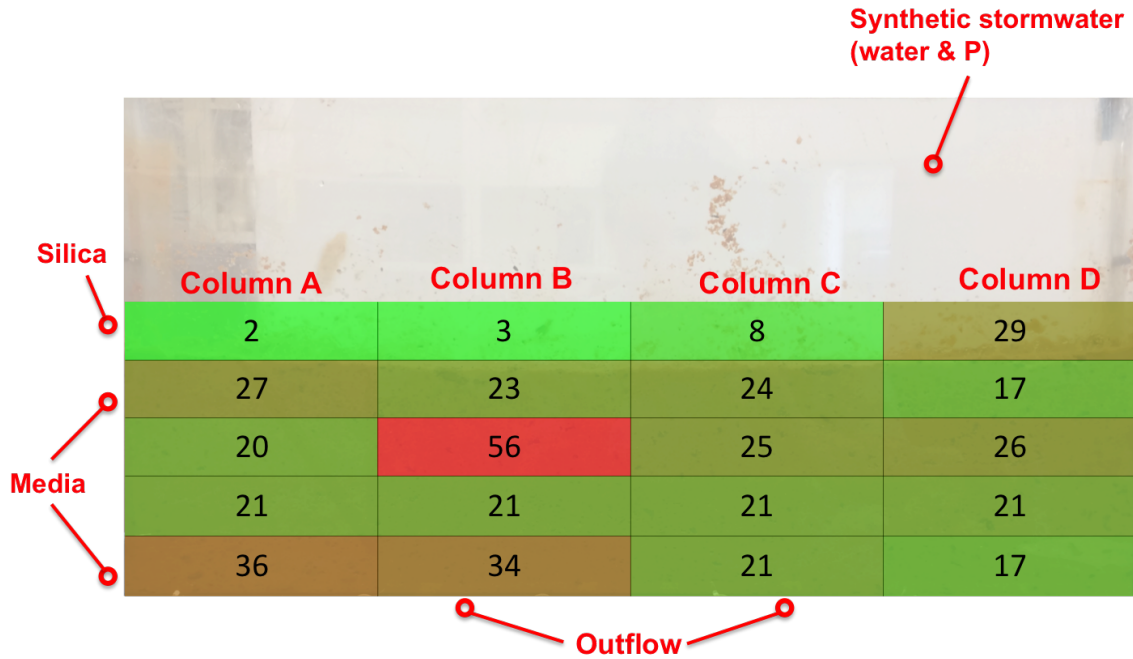 Synthetic stormwater
(water & P)
Silica
Column A Column B Column C Column D
2 3 8 29
27 23 24 17
20 56 25 26
Media
21 21 21 21
36 34 21 17
Outflow